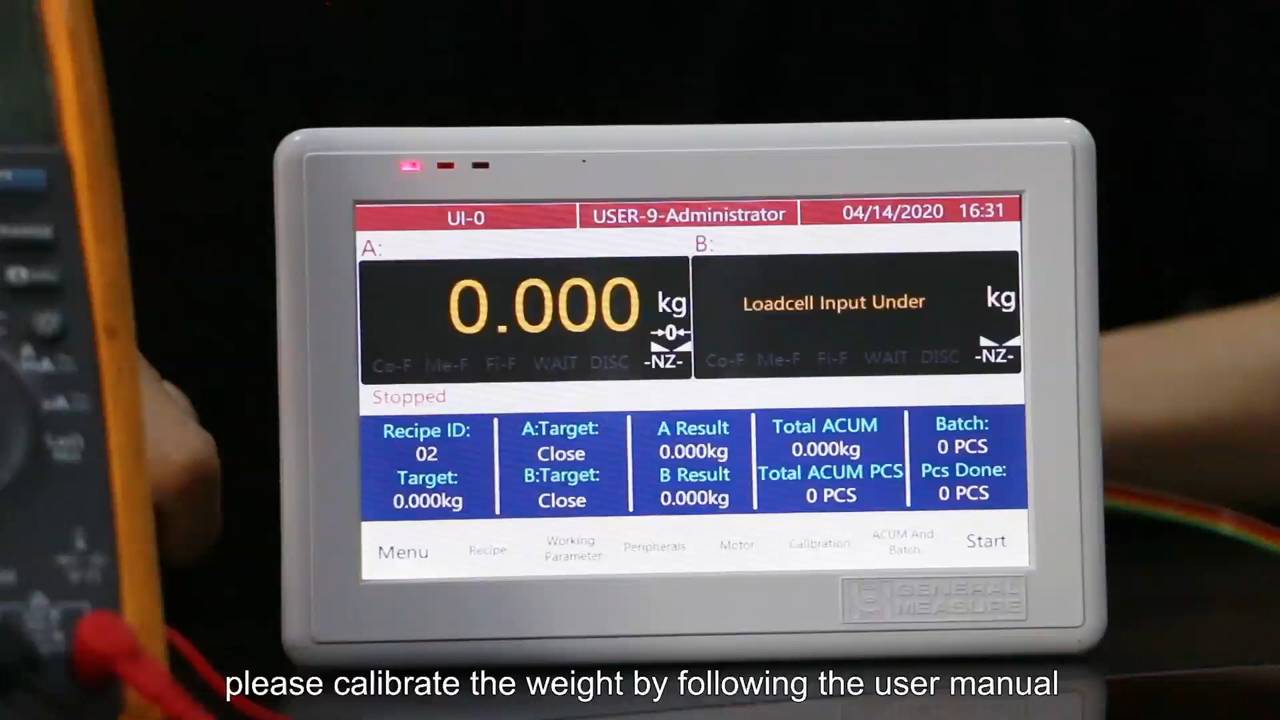 UI-0 USER-9-Administrator 04/14/2020 16:31
A: B:
0.000 kg Loadcell Input Under kg
→0←
Co-F Me-F Fi-F WAIT DISC -NZ- Co-F Me-F Fi-F WAIT DISC -NZ-
Stopped
Recipe ID: A:Target: A Result Total ACUM Batch:
02 Close 0.000kg 0.000kg 0 PCS
Target: B:Target: B Result Total ACUM PCS Pcs Done:
0.000kg Close 0.000kg 0 PCS 0 PCS
Menu Recipe Working Parameter Peripherals Motor Calibration ACUM And Batch Start
GENERAL
MEASURE
please calibrate the weight by following the user manual